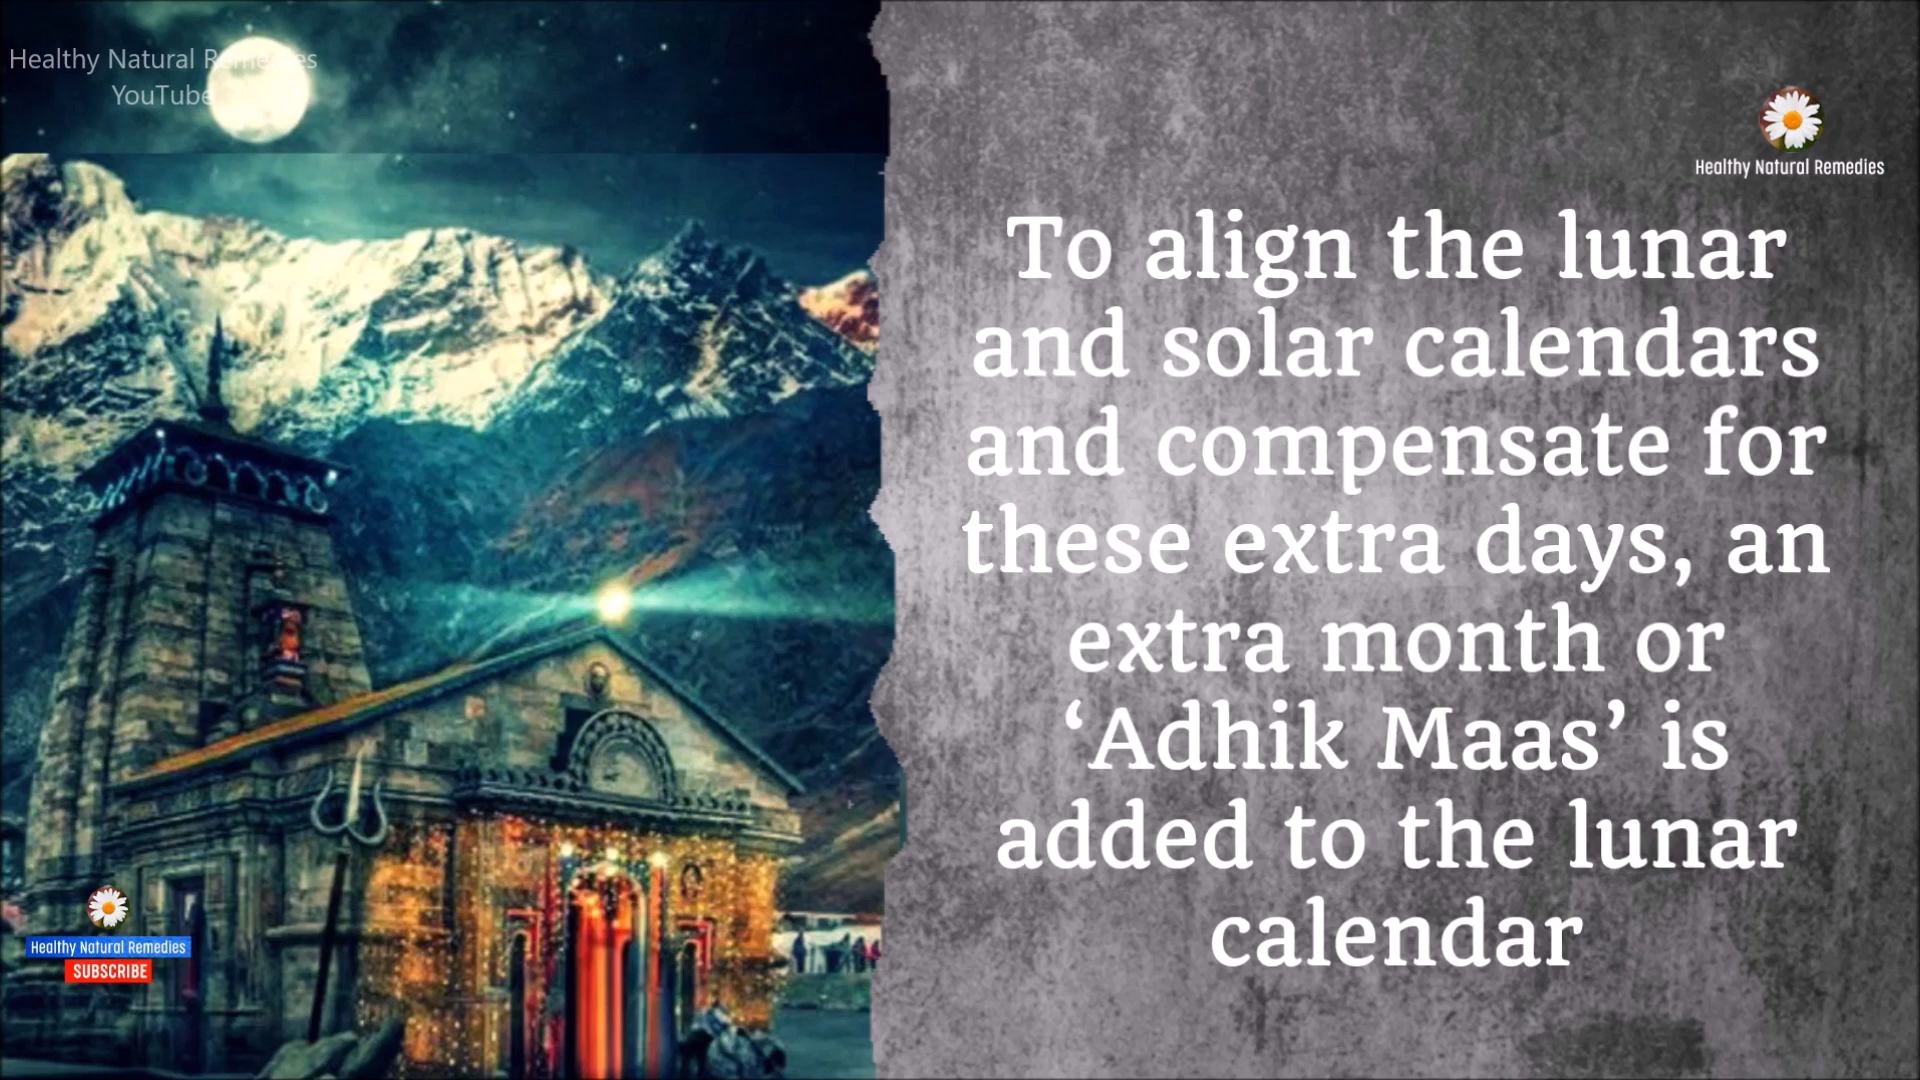 Healthy Natural Remedies
YouTube
Healthy Natural Remedies
To align the lunar
and solar calendars
and compensate for
these extra days, an
extra month or
‘Adhik Maas’ is
added to the lunar
calendar
Healthy Natural Remedies
SUBSCRIBE